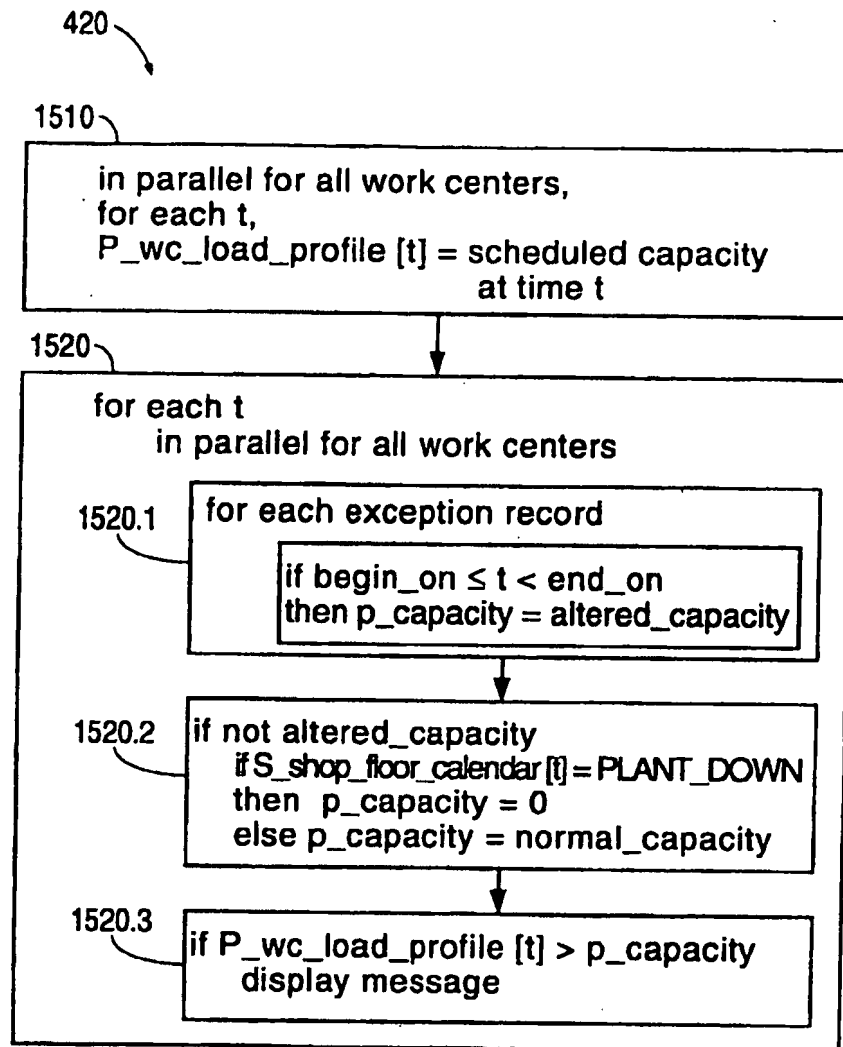 420
1510
in parallel for all work centers,
for each t,
P_wc_load_profile [t] = scheduled capacity
at time t
1520
for each t
in parallel for all work centers
1520.1
for each exception record
if begin_on ≤ t < end_on
then p_capacity = altered_capacity
1520.2
if not altered_capacity
if S_shop_floor_calendar [t] = PLANT_DOWN
then p_capacity = 0
else p_capacity = normal_capacity
1520.3
if P_wc_load_profile [t] > p_capacity
display message